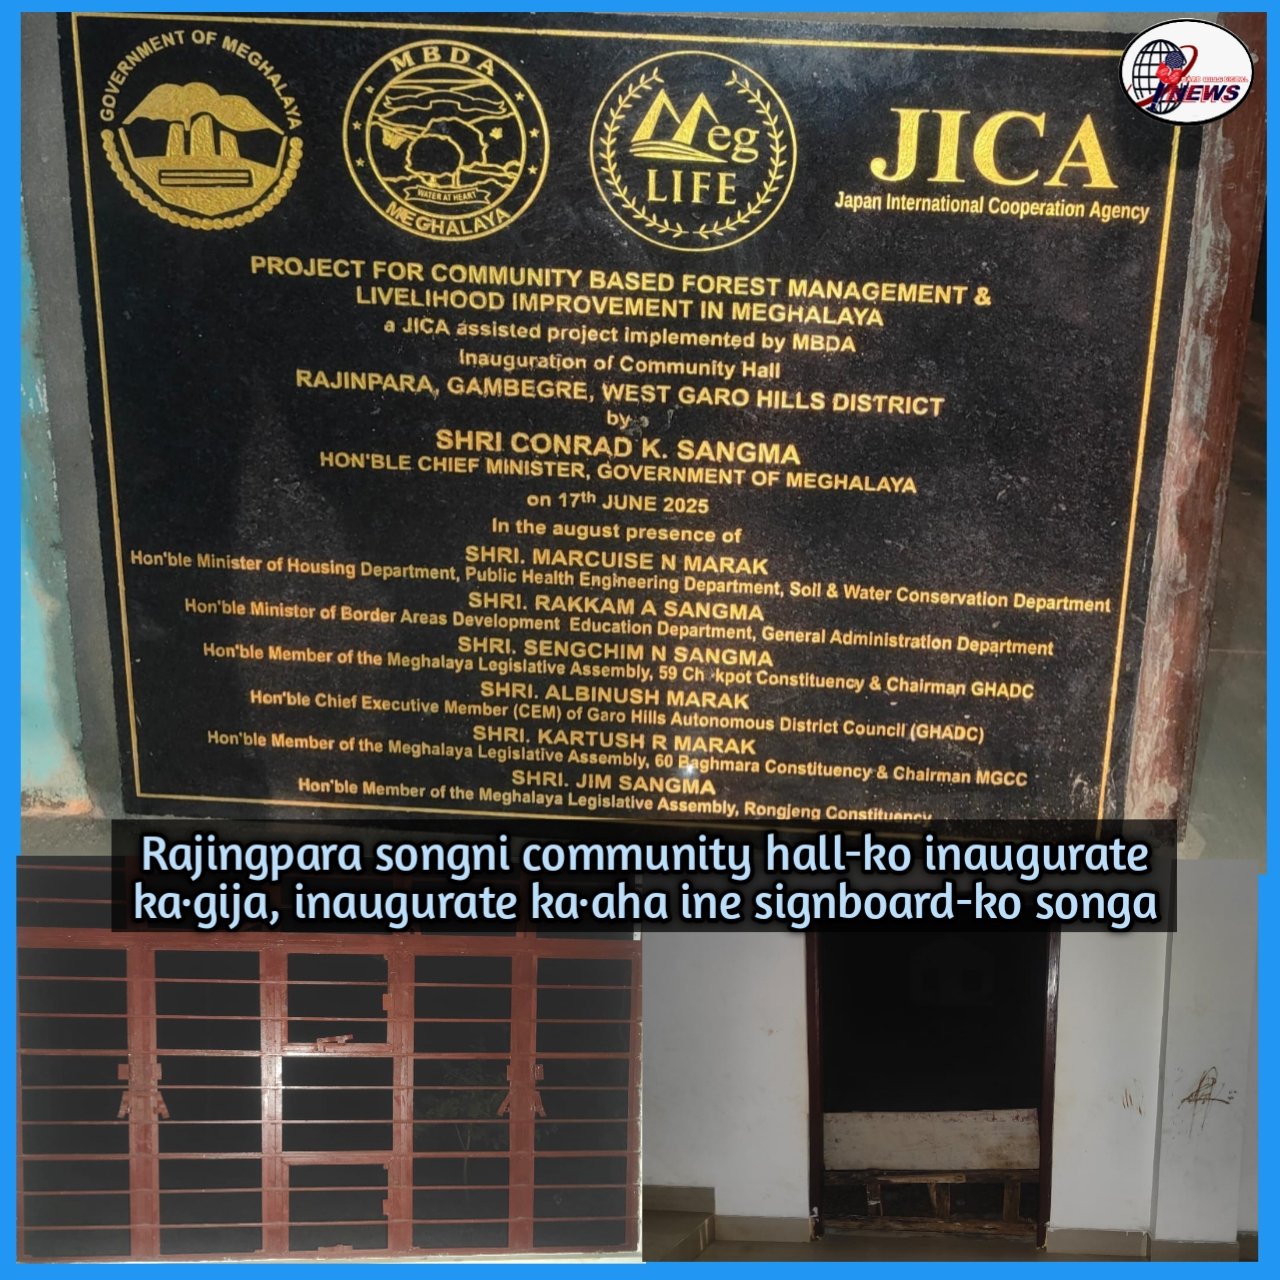 GOVERNMENT OF MEGHALAYA
MBDA
WATER AT HEART
MEGHALAYA
Meg
LIFE
JICA
Japan International Cooperation Agency
NEWS
PROJECT FOR COMMUNITY BASED FOREST MANAGEMENT &
LIVELIHOOD IMPROVEMENT IN MEGHALAYA
a JICA assisted project implemented by MBDA
Inauguration of Community Hall
RAJINPARA, GAMBEGRE, WEST GARO HILLS DISTRICT
by
SHRI CONRAD K. SANGMA
HON'BLE CHIEF MINISTER, GOVERNMENT OF MEGHALAYA
on 17th JUNE 2025
In the august presence of
SHRI. MARCUISE N MARAK
Hon'ble Minister of Housing Department, Public Health Engineering Department, Soil & Water Conservation Department
SHRI. RAKKAM A SANGMA
Hon'ble Minister of Border Areas Development Education Department, General Administration Department
SHRI. SENGCHIM N SANGMA
Hon'ble Member of the Meghalaya Legislative Assembly, 59 Ch kpot Constituency & Chairman GHADC
SHRI. ALBINUSH MARAK
Hon'ble Chief Executive Member (CEM) of Garo Hills Autonomous District Council (GHADC)
SHRI. KARTUSH R MARAK
Hon'ble Member of the Meghalaya Legislative Assembly, 60 Baghmara Constituency & Chairman MGCC
SHRI. JIM SANGMA
Hon'ble Member of the Meghalaya Legislative Assembly, Rongjeng Constituency
Rajingpara songni community hall-ko inaugurate
ka·gija, inaugurate ka·aha ine signboard-ko songa